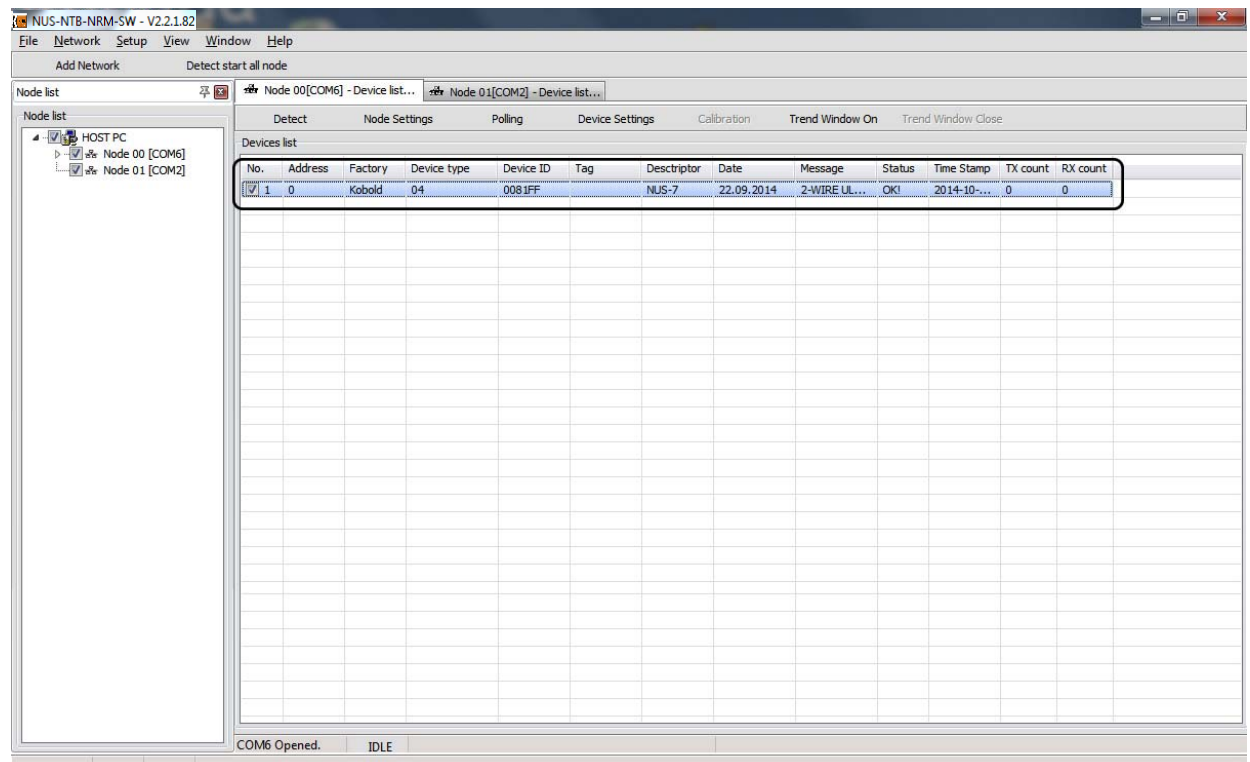 NUS-NTB-NRM-SW - V2.2.1.82
File Network Setup View Window Help
Add Network Detect start all node
Node list
Node 00[COM6] - Device list... Node 01[COM2] - Device list...
Node list
HOST PC
Node 00 [COM6]
Node 01 [COM2]
Detect Node Settings Polling Device Settings Calibration Trend Window On Trend Window Close
Devices list
No. Address Factory Device type Device ID Tag Desctriptor Date Message Status Time Stamp TX count RX count
1 0 Kobold 04 0081FF NUS-7 22.09.2014 2-WIRE UL... OK! 2014-10-... 0 0
COM6 Opened. IDLE